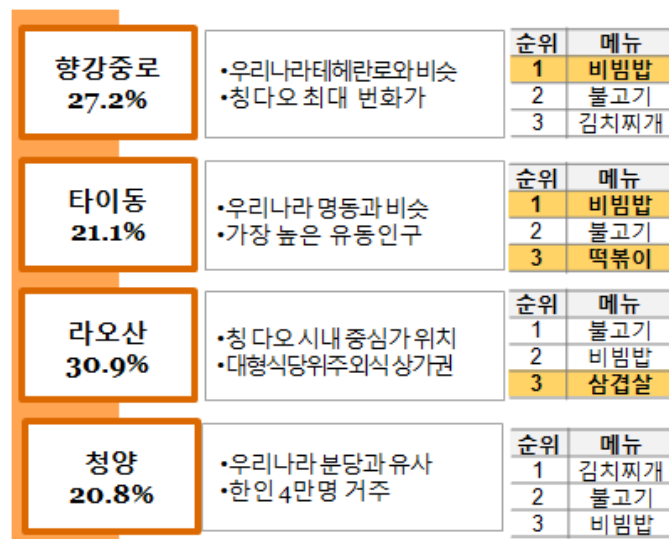 향강중로
27.2%
•우리나라테헤란로와비슷
•칭다오 최대 번화가
순위 메뉴
1 비빔밥
2 불고기
3 김치찌개
타이동
21.1%
•우리나라 명동과 비슷
•가장 높은 유동인구
순위 메뉴
1 비빔밥
2 불고기
3 떡볶이
라오산
30.9%
•칭다오 시내 중심가 위치
•대형식당위주외식 상가권
순위 메뉴
1 불고기
2 비빔밥
3 삼겹살
청양
20.8%
•우리나라 분당과 유사
•한인 4만명 거주
순위 메뉴
1 김치찌개
2 불고기
3 비빔밥